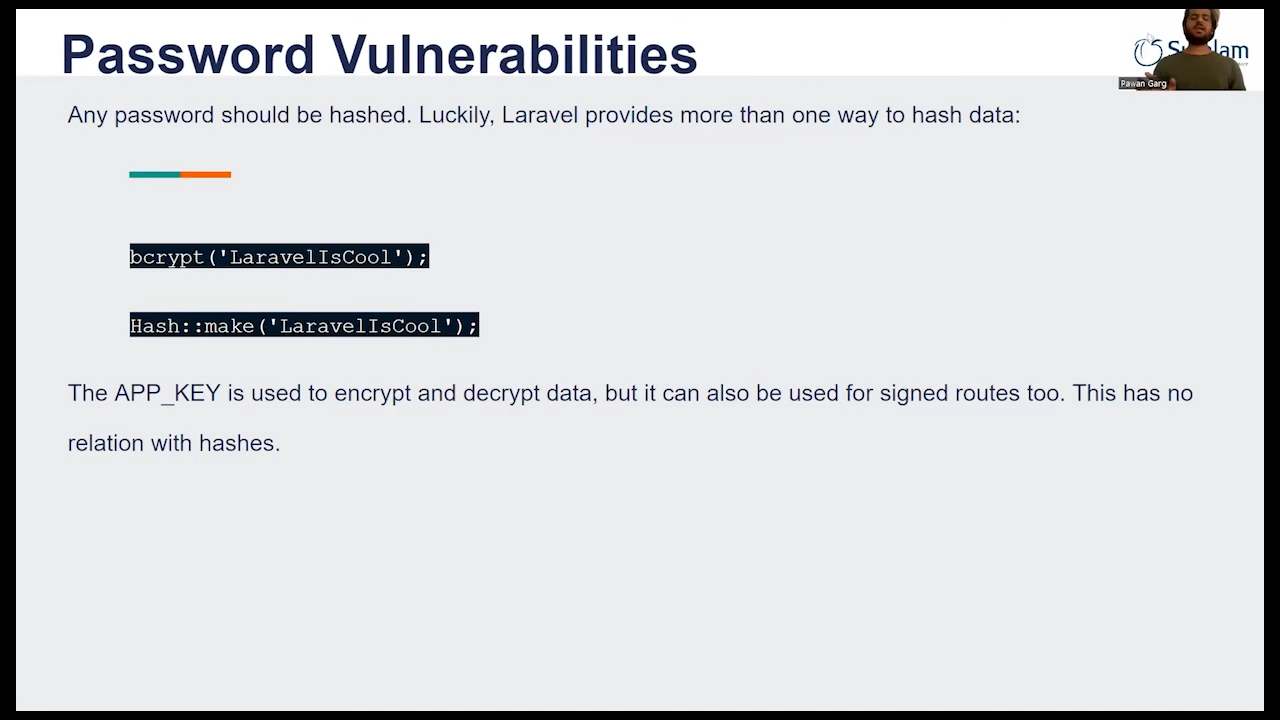 Password Vulnerabilities
Pawan Garg
Any password should be hashed. Luckily, Laravel provides more than one way to hash data:
bcrypt('LaravelIsCool');
Hash::make('LaravelIsCool');
The APP_KEY is used to encrypt and decrypt data, but it can also be used for signed routes too. This has no
relation with hashes.